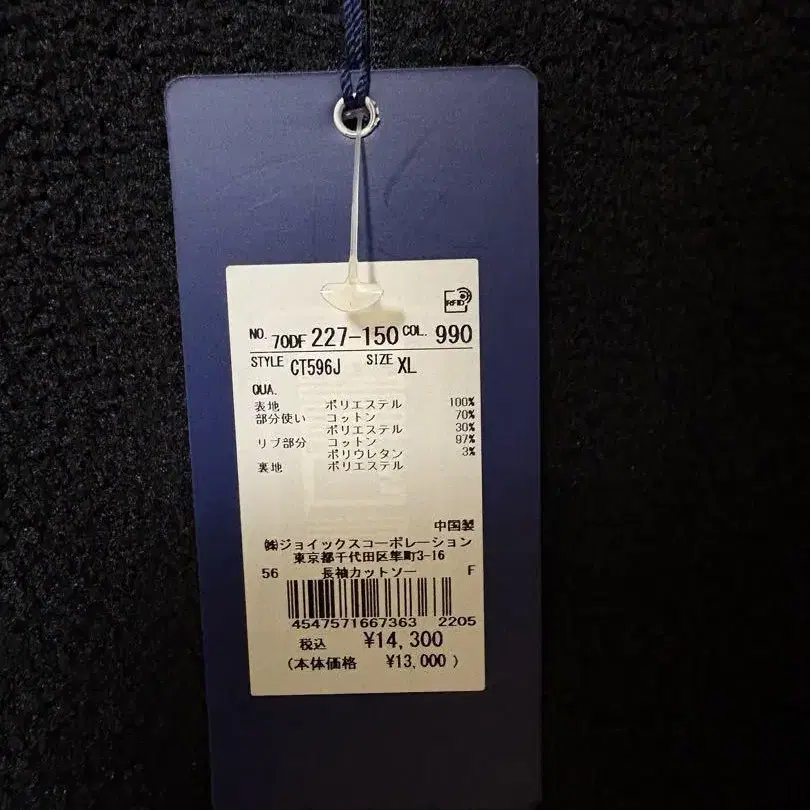 RFID
NO. 70DF 227-150 COL. 990
STYLE CT596J SIZE XL
QUA.
表地 ポリエステル 100%
部分使い コットン 70%
ポリエステル 30%
リブ部分 コットン 97%
ポリウレタン 3%
裏地 ポリエステル
中国製
㈱ジョイックスコーポレーション
東京都千代田区隼町3-16
56 長袖カットソー F
4547571667363 2205
税込 ¥14,300
(本体価格 ¥13,000 )